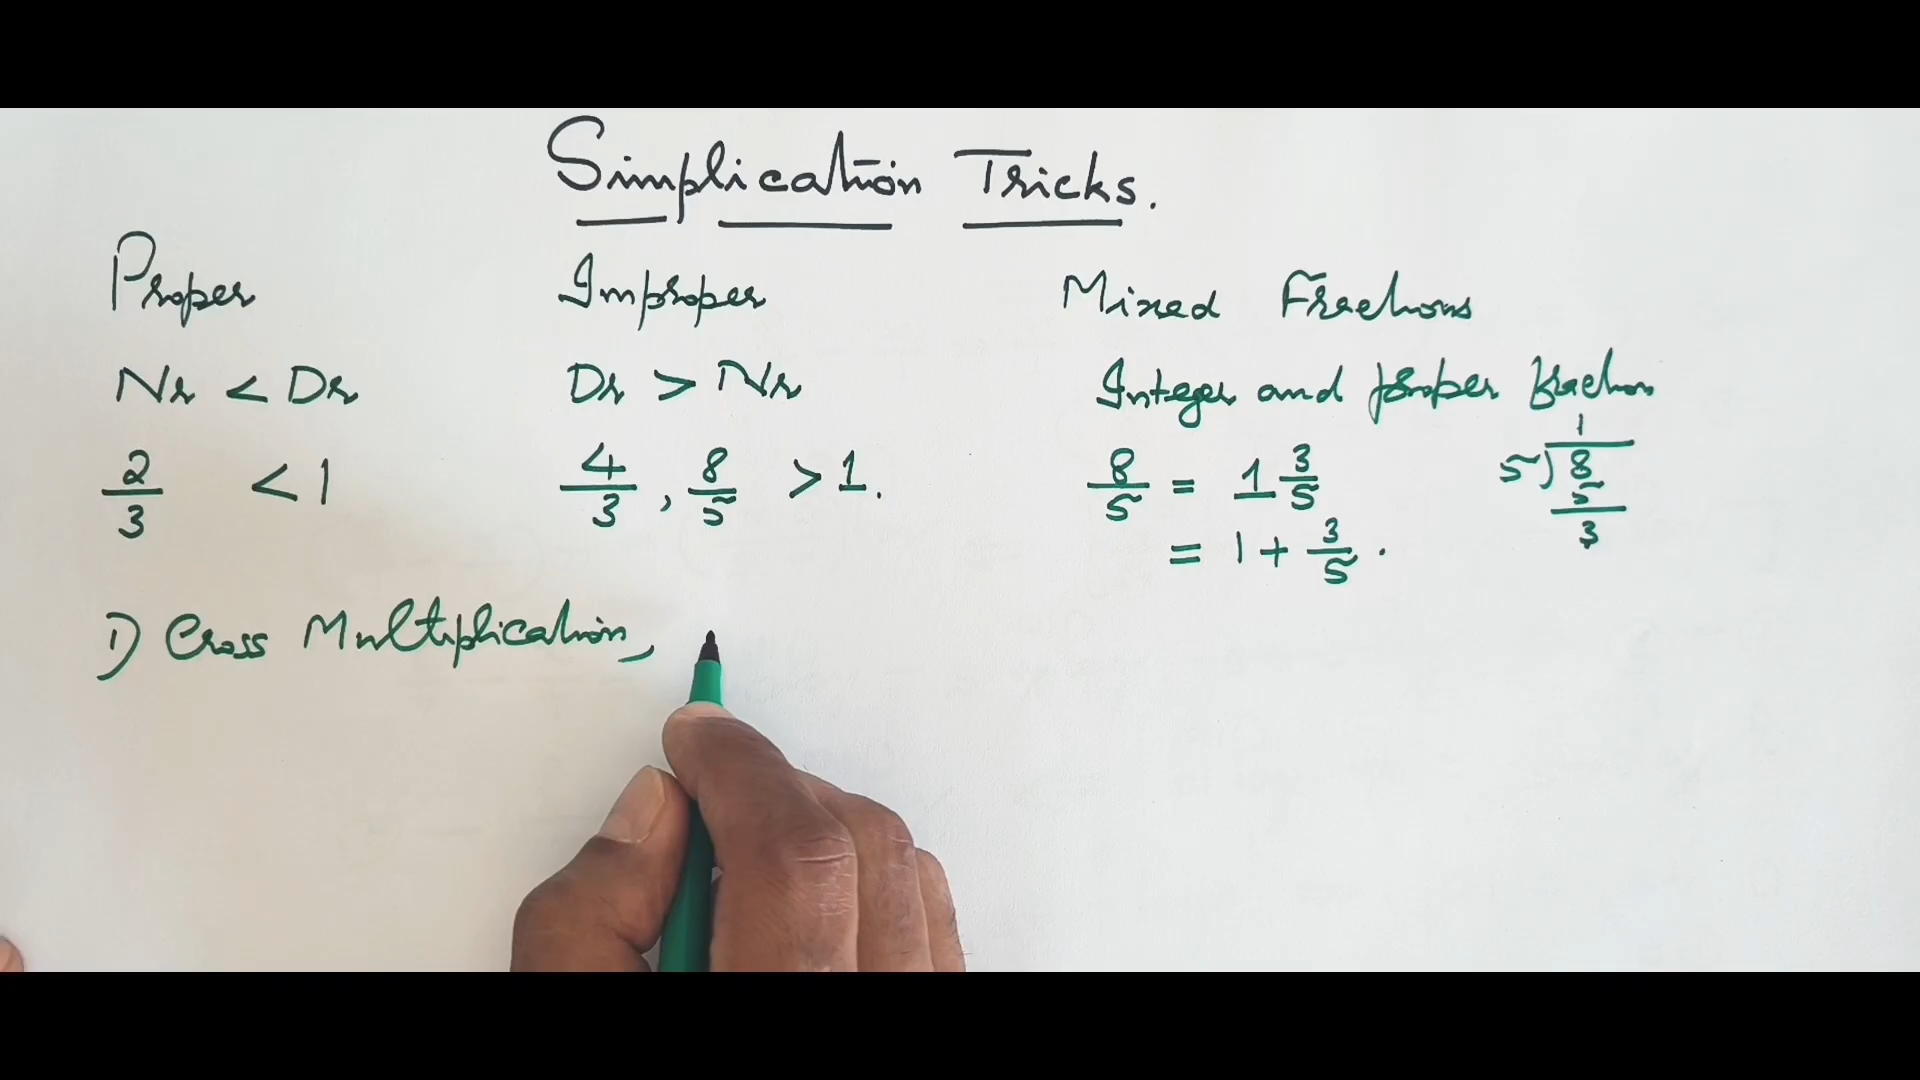 Simplication Tricks.
Proper Improper Mixed Fractions
Nr < Dr Dr > Nr Integer and proper fraction
2/3 < 1 4/3 , 8/5 > 1. 8/5 = 1 3/5 5) 8 1
5
= 1 + 3/5 . 3
1) Cross Multiplication,